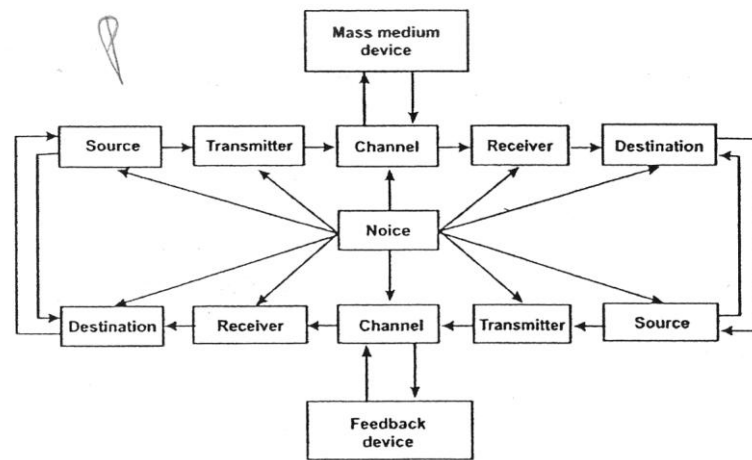 Mass medium
device
Source
Transmitter
Channel
Receiver
Destination
Noice
Destination
Receiver
Channel
Transmitter
Source
Feedback
device